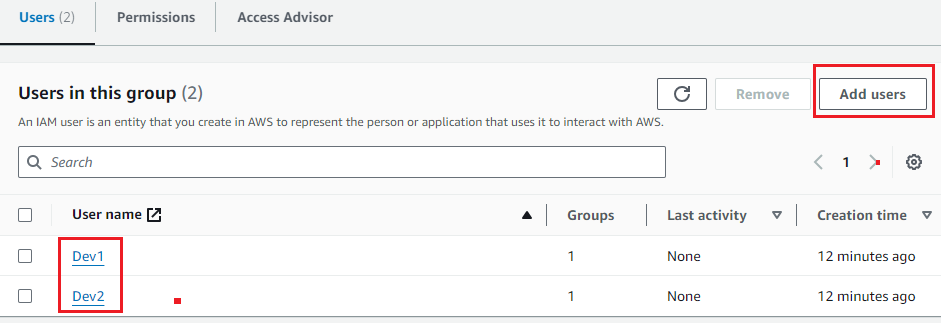 Users (2) Permissions Access Advisor
Users in this group (2) Remove Add users
An IAM user is an entity that you create in AWS to represent the person or application that uses it to interact with AWS.
Search 1
User name Groups Last activity Creation time
Dev1 1 None 12 minutes ago
Dev2 1 None 12 minutes ago